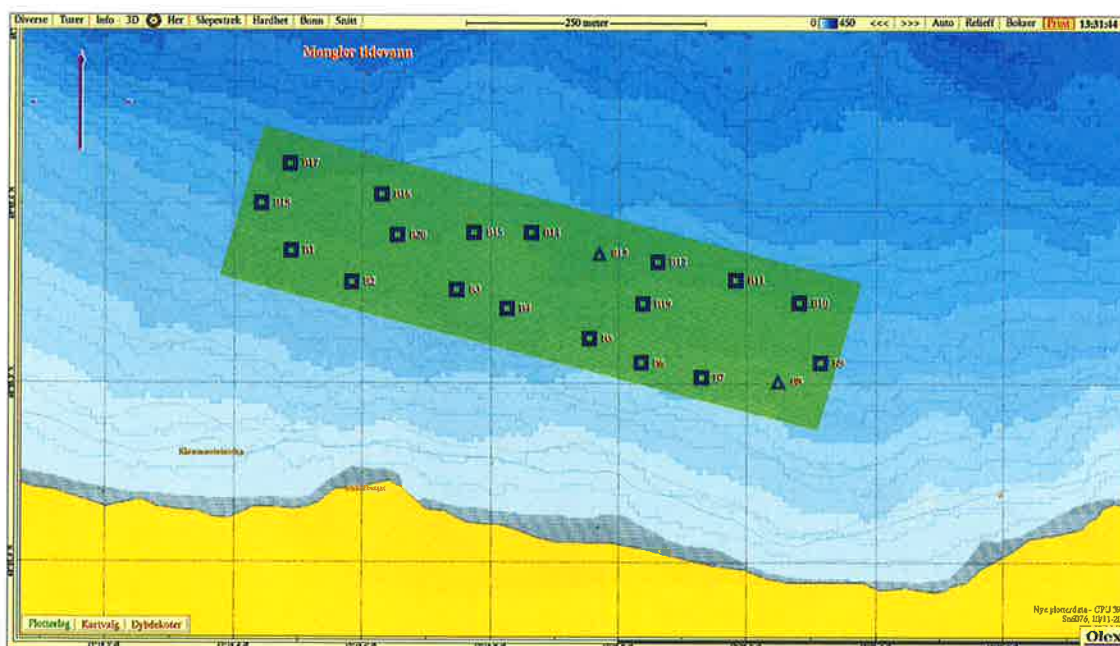 Diverse Turer Info 3D Her Slepestrek Hardhet Bunn Snitt 250 meter 0 450 <<< >>> Auto Relieff Bokser 13:31:44
Mangler tidevann
B17
B16
B18
B20
B15
B14
B1
B13
B12
B2
B11
B3
B19
B10
B4
B5
B6
B9
B7
B8
Plotterlag Kartvalg Dybdekoter
Olex